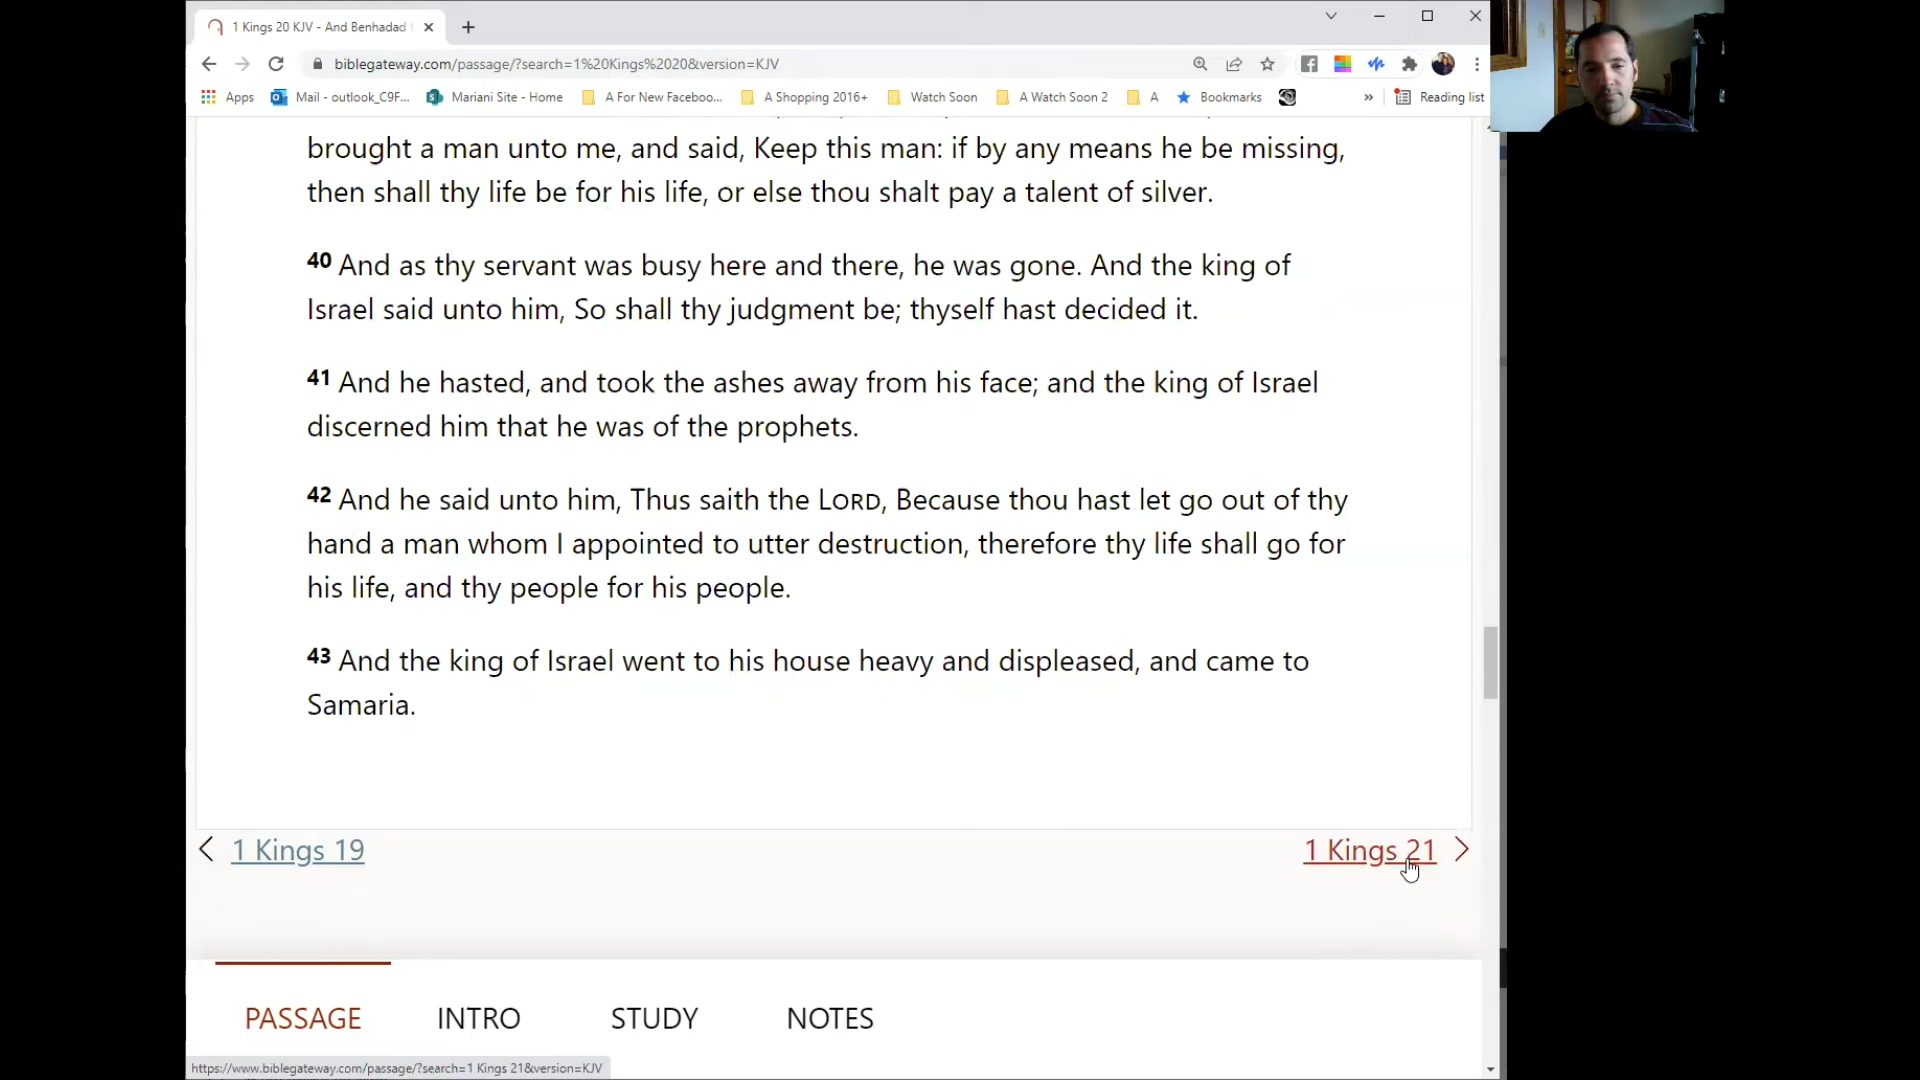 1 Kings 20 KJV - And Benhadad
biblegateway.com/passage/?search=1%20Kings%2020&version=KJV
Apps
Mail - outlook_C9F...
Mariani Site - Home
A For New Faceboo...
A Shopping 2016+
Watch Soon
A Watch Soon 2
A
Bookmarks
»
Reading list
brought a man unto me, and said, Keep this man: if by any means he be missing,
then shall thy life be for his life, or else thou shalt pay a talent of silver.
40 And as thy servant was busy here and there, he was gone. And the king of
Israel said unto him, So shall thy judgment be; thyself hast decided it.
41 And he hasted, and took the ashes away from his face; and the king of Israel
discerned him that he was of the prophets.
42 And he said unto him, Thus saith the LORD, Because thou hast let go out of thy
hand a man whom I appointed to utter destruction, therefore thy life shall go for
his life, and thy people for his people.
43 And the king of Israel went to his house heavy and displeased, and came to
Samaria.
1 Kings 19
1 Kings 21
PASSAGE
INTRO
STUDY
NOTES
https://www.biblegateway.com/passage/?search=1 Kings 21&version=KJV